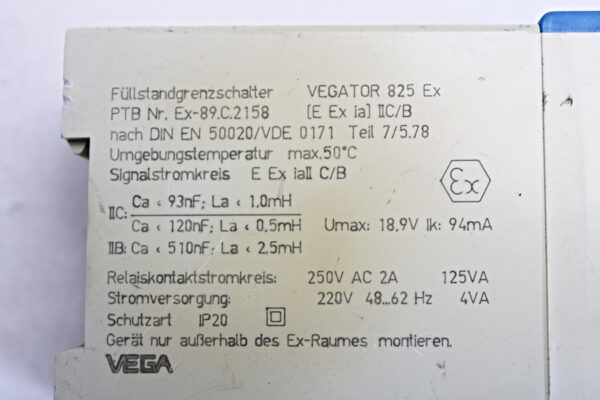 Füllstandgrenzschalter VEGATOR 825 Ex
PTB Nr. Ex-89.C.2158 [E Ex ia] IIC/B
nach DIN EN 50020/VDE 0171 Teil 7/5.78
Umgebungstemperatur max.50°C
Signalstromkreis E Ex iaII C/B
Ex
IIC: Ca < 93nF; La < 1.0mH
Ca < 120nF; La < 0.5mH Umax: 18.9V Ik: 94mA
IIB: Ca < 510nF; La < 2.5mH
Relaiskontaktstromkreis: 250V AC 2A 125VA
Stromversorgung: 220V 48...62 Hz 4VA
Schutzart IP20
Gerät nur außerhalb des Ex-Raumes montieren.
VEGA